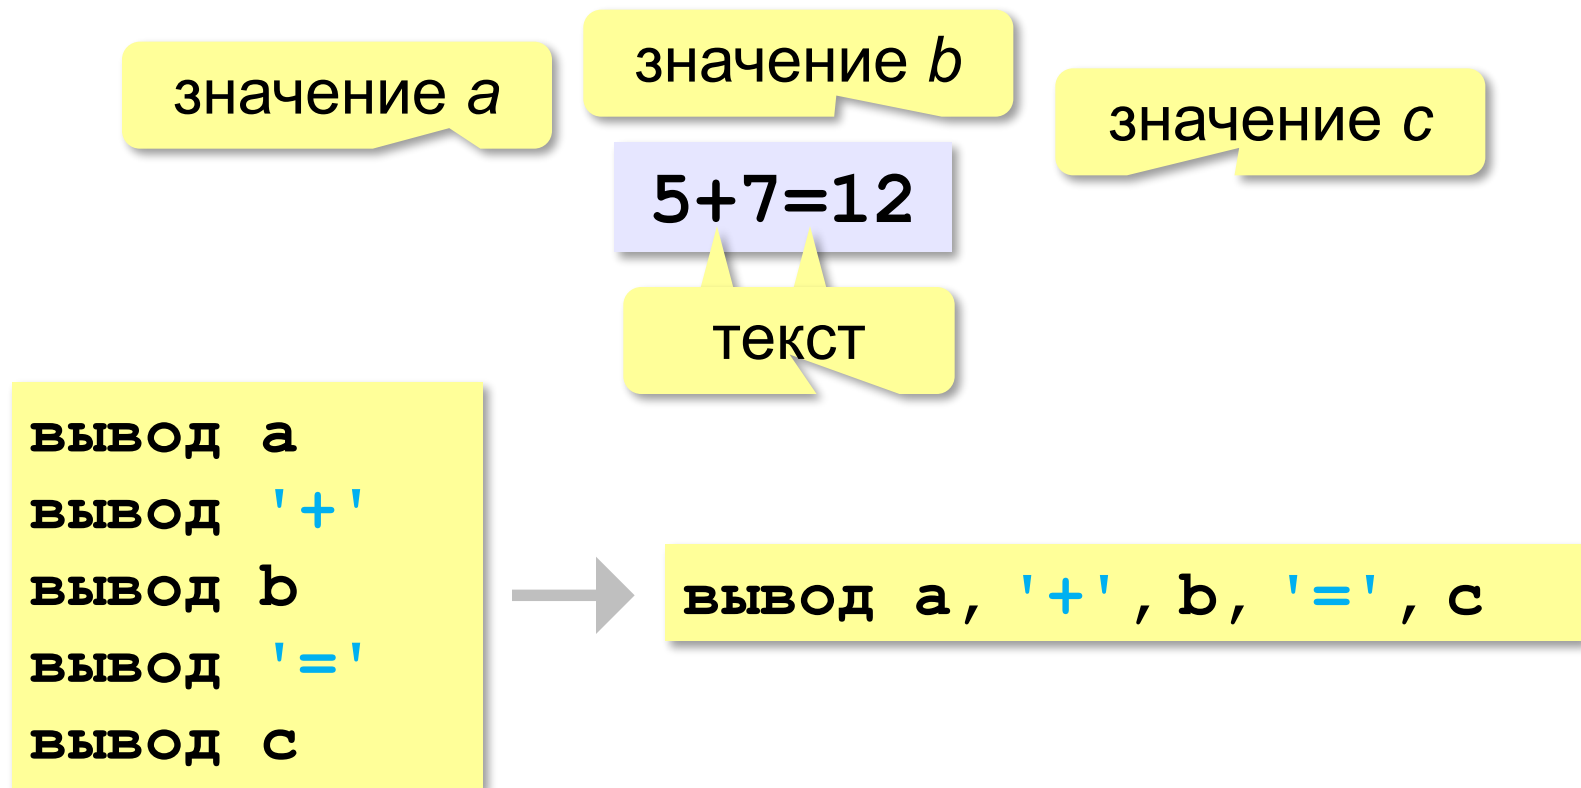 значение a
значение b
значение c
5+7=12
текст
вывод a
вывод '+'
вывод b
вывод '='
вывод c
вывод a, '+', b, '=', c